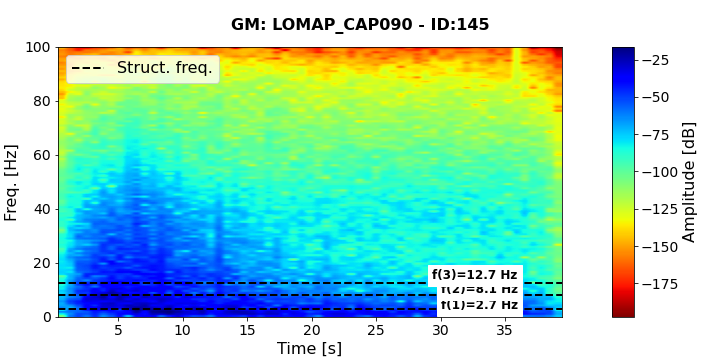 GM: LOMAP_CAP090 - ID:145
100
80
60
40
20
0
Freq. [Hz]
Struct. freq.
f(3)=12.7 Hz
f(2)=8.1 Hz
f(1)=2.7 Hz
5
10
15
20
25
30
35
Time [s]
−25
−50
−75
−100
−125
−150
−175
Amplitude [dB]